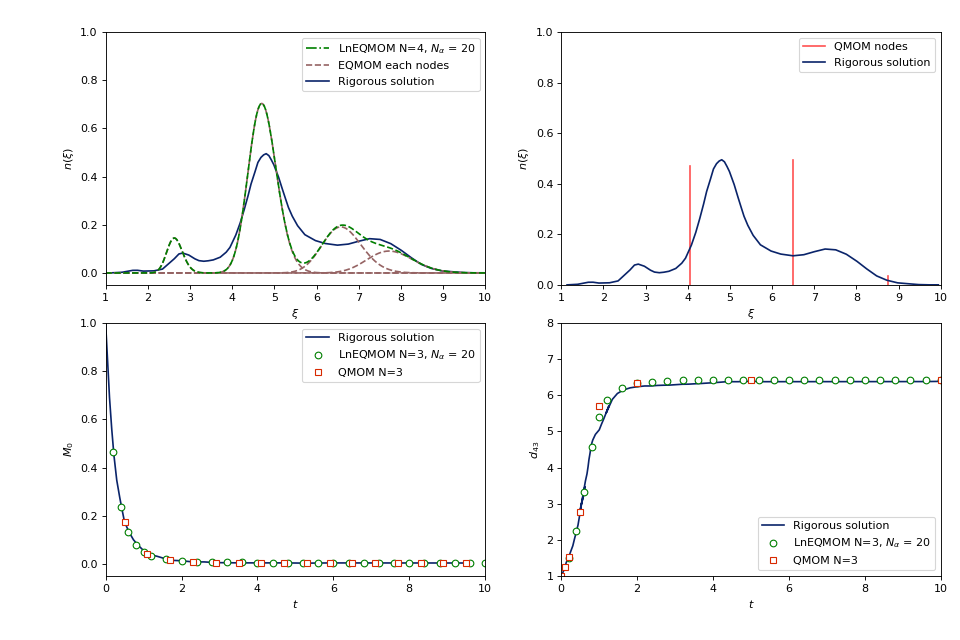 1.0
0.8
0.6
0.4
0.2
0.0
n(ξ)
1 2 3 4 5 6 7 8 9 10
ξ
LnEQMOM N=4, Nα = 20
EQMOM each nodes
Rigorous solution
1.0
0.8
0.6
0.4
0.2
0.0
n(ξ)
1 2 3 4 5 6 7 8 9 10
ξ
QMOM nodes
Rigorous solution
1.0
0.8
0.6
0.4
0.2
0.0
M0
0 2 4 6 8 10
t
Rigorous solution
LnEQMOM N=3, Nα = 20
QMOM N=3
8
7
6
5
4
3
2
1
d43
0 2 4 6 8 10
t
Rigorous solution
LnEQMOM N=3, Nα = 20
QMOM N=3